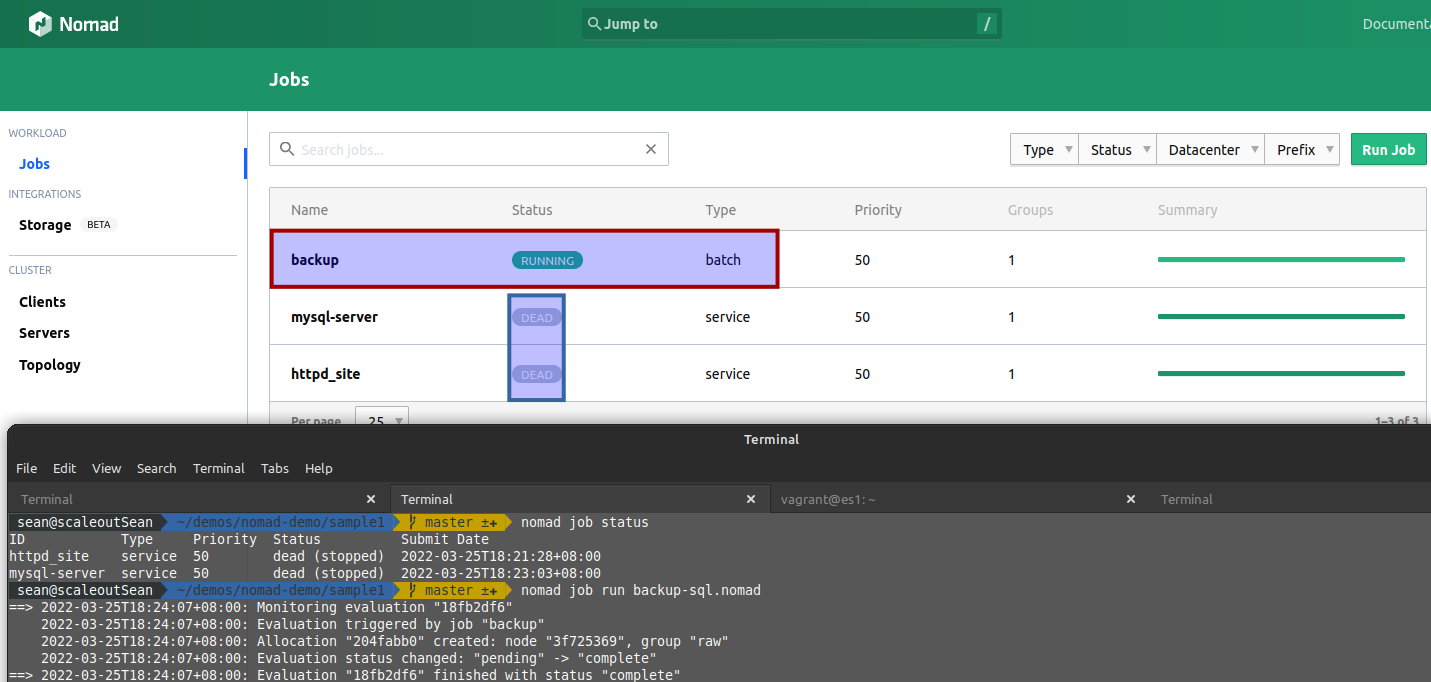 Nomad Jump to / Documenta
Jobs
WORKLOAD
Jobs
INTEGRATIONS
Storage BETA
CLUSTER
Clients
Servers
Topology
Search jobs... Type Status Datacenter Prefix Run Job
Name Status Type Priority Groups Summary
backup RUNNING batch 50 1
mysql-server DEAD service 50 1
httpd_site DEAD service 50 1
Per page 25 1–3 of 3
Terminal
File Edit View Search Terminal Tabs Help
Terminal Terminal vagrant@es1: ~ Terminal
sean@scaleoutSean ~/demos/nomad-demo/sample1 master ±+ nomad job status
ID Type Priority Status Submit Date
httpd_site service 50 dead (stopped) 2022-03-25T18:21:28+08:00
mysql-server service 50 dead (stopped) 2022-03-25T18:23:03+08:00
sean@scaleoutSean ~/demos/nomad-demo/sample1 master ±+ nomad job run backup-sql.nomad
==> 2022-03-25T18:24:07+08:00: Monitoring evaluation "18fb2df6"
2022-03-25T18:24:07+08:00: Evaluation triggered by job "backup"
2022-03-25T18:24:07+08:00: Allocation "204fabb0" created: node "3f725369", group "raw"
2022-03-25T18:24:07+08:00: Evaluation status changed: "pending" -> "complete"
==> 2022-03-25T18:24:07+08:00: Evaluation "18fb2df6" finished with status "complete"